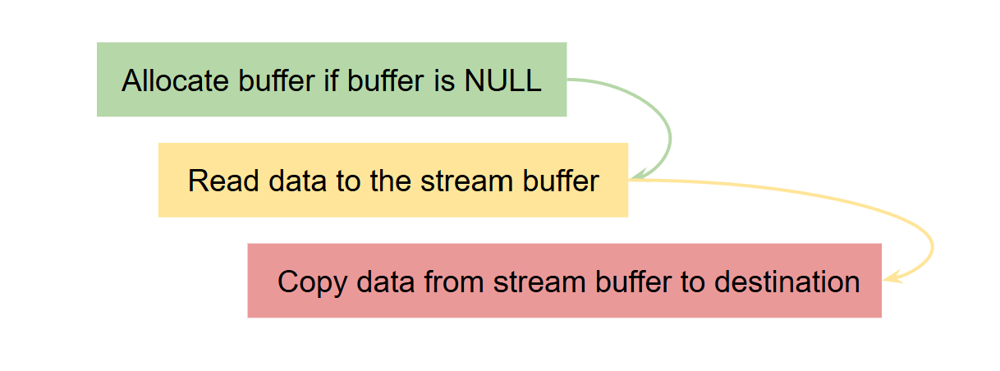 Allocate buffer if buffer is NULL
Read data to the stream buffer
Copy data from stream buffer to destination